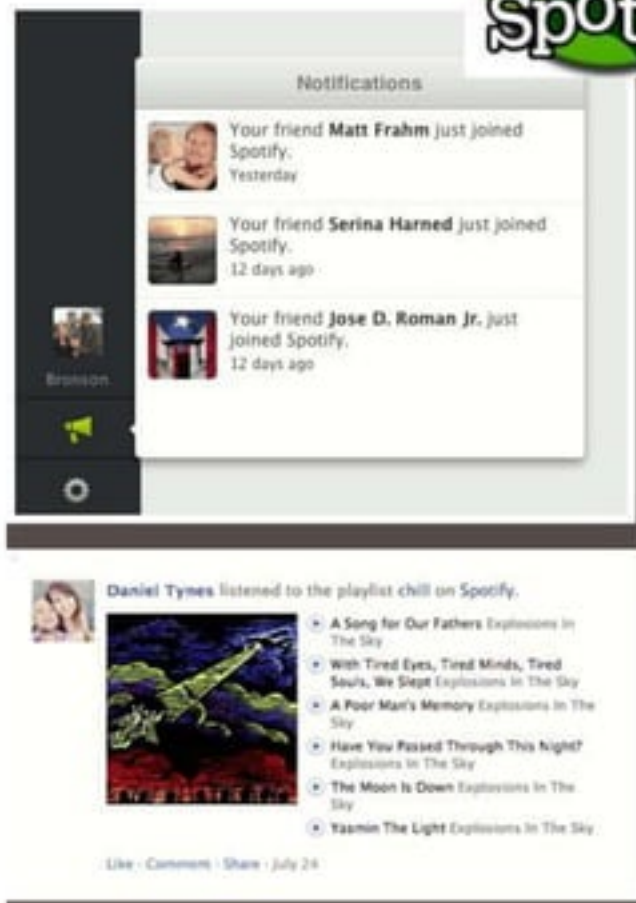 Spot
Notifications
Your friend Matt Frahm just joined
Spotify.
Yesterday
Your friend Serina Harned just joined
Spotify.
12 days ago
Your friend Jose D. Roman Jr. just
joined Spotify.
12 days ago
Bronson
Daniel Tynes listened to the playlist chill on Spotify.
A Song for Our Fathers Explosions In
The Sky
With Tired Eyes, Tired Minds, Tired
Souls, We Slept Explosions In The Sky
A Poor Man's Memory Explosions In The
Sky
Have You Passed Through This Night?
Explosions In The Sky
The Moon Is Down Explosions In The
Sky
Yasmin The Light Explosions In The Sky
Like · Comment · Share · July 24